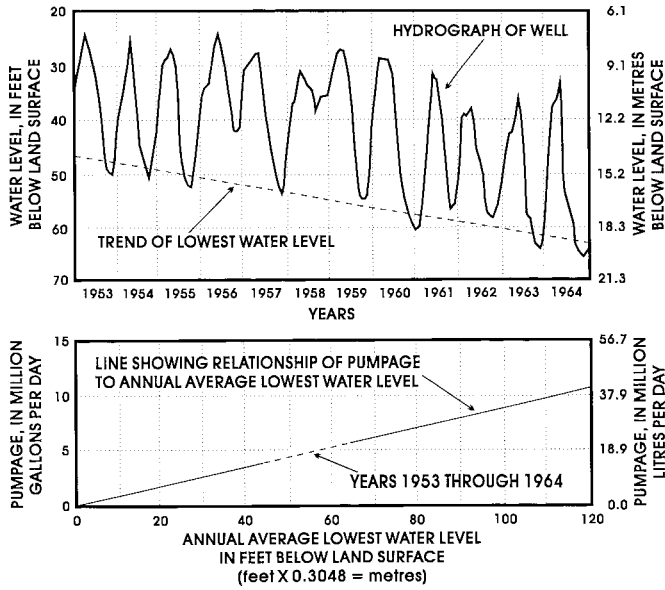 WATER LEVEL, IN FEET
BELOW LAND SURFACE
20
30
40
50
60
70
HYDROGRAPH OF WELL
TREND OF LOWEST WATER LEVEL
6.1
9.1
12.2
15.2
18.3
21.3
WATER LEVEL, IN METRES
BELOW LAND SURFACE
1953 1954 1955 1956 1957 1958 1959 1960 1961 1962 1963 1964
YEARS
PUMPAGE, IN MILLION
GALLONS PER DAY
15
10
5
0
LINE SHOWING RELATIONSHIP OF PUMPAGE
TO ANNUAL AVERAGE LOWEST WATER LEVEL
YEARS 1953 THROUGH 1964
56.7
37.9
18.9
0.0
PUMPAGE, IN MILLION
LITRES PER DAY
0 20 40 60 80 100 120
ANNUAL AVERAGE LOWEST WATER LEVEL
IN FEET BELOW LAND SURFACE
(feet X 0.3048 = metres)